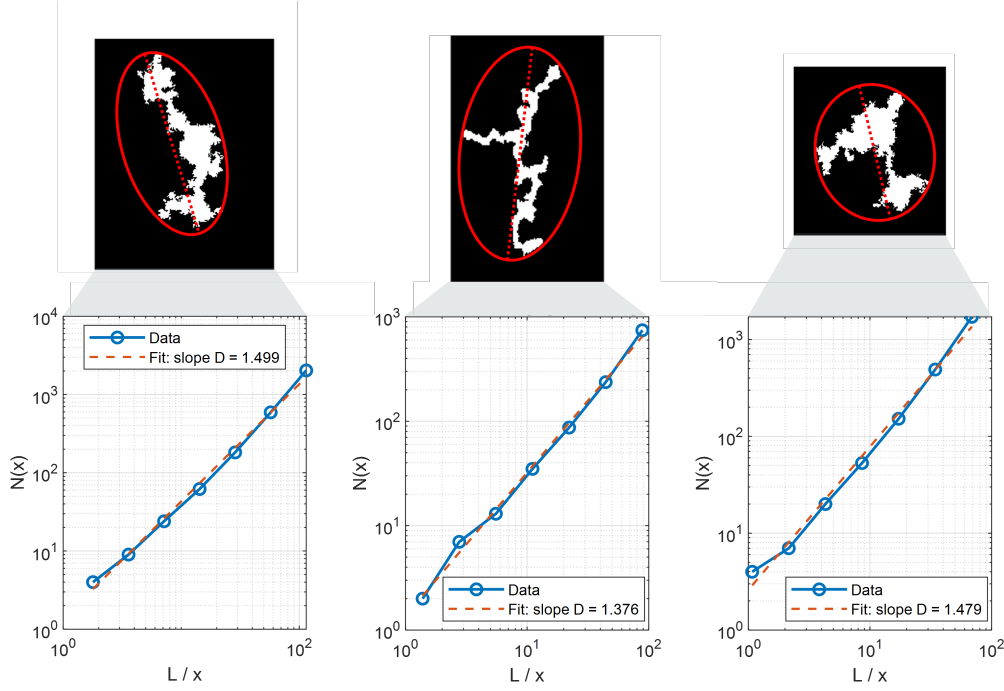 10^4
10^3
10^2
10^1
10^0
N(x)
Data
Fit: slope D = 1.499
10^0
10^2
L / x
10^3
10^2
10^1
10^0
N(x)
Data
Fit: slope D = 1.376
10^0
10^1
10^2
L / x
10^3
10^2
10^1
10^0
N(x)
Data
Fit: slope D = 1.479
10^0
10^1
10^2
L / x